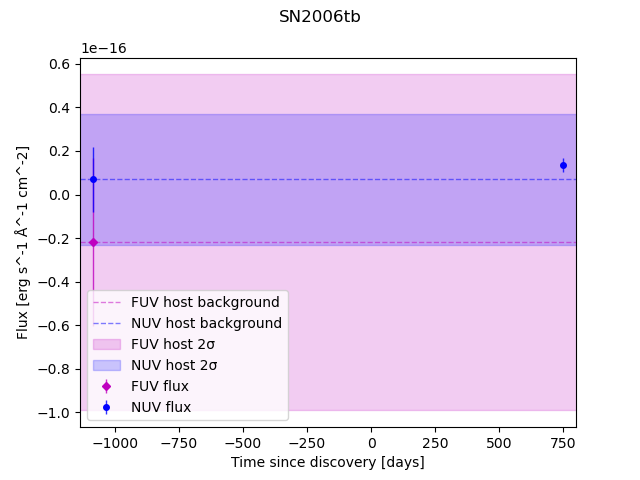 SN2006tb
1e−16
0.6
0.4
0.2
0.0
−0.2
−0.4
−0.6
−0.8
−1.0
Flux [erg s^-1 Å^-1 cm^-2]
FUV host background
NUV host background
FUV host 2σ
NUV host 2σ
FUV flux
NUV flux
−1000 −750 −500 −250 0 250 500 750
Time since discovery [days]